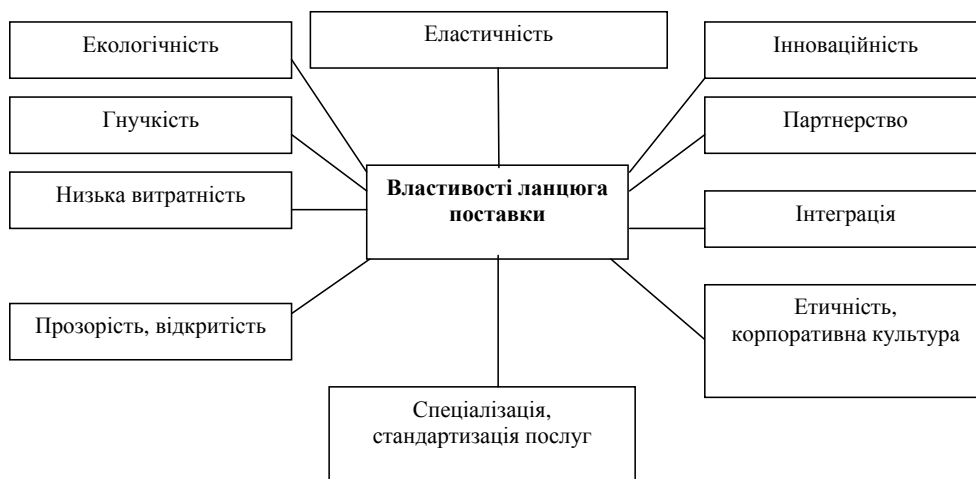 Екологічність
Еластичність
Інноваційність
Гнучкість
Партнерство
Властивості ланцюга
поставки
Низька витратність
Інтеграція
Прозорість, відкритість
Етичність,
корпоративна культура
Спеціалізація,
стандартизація послуг